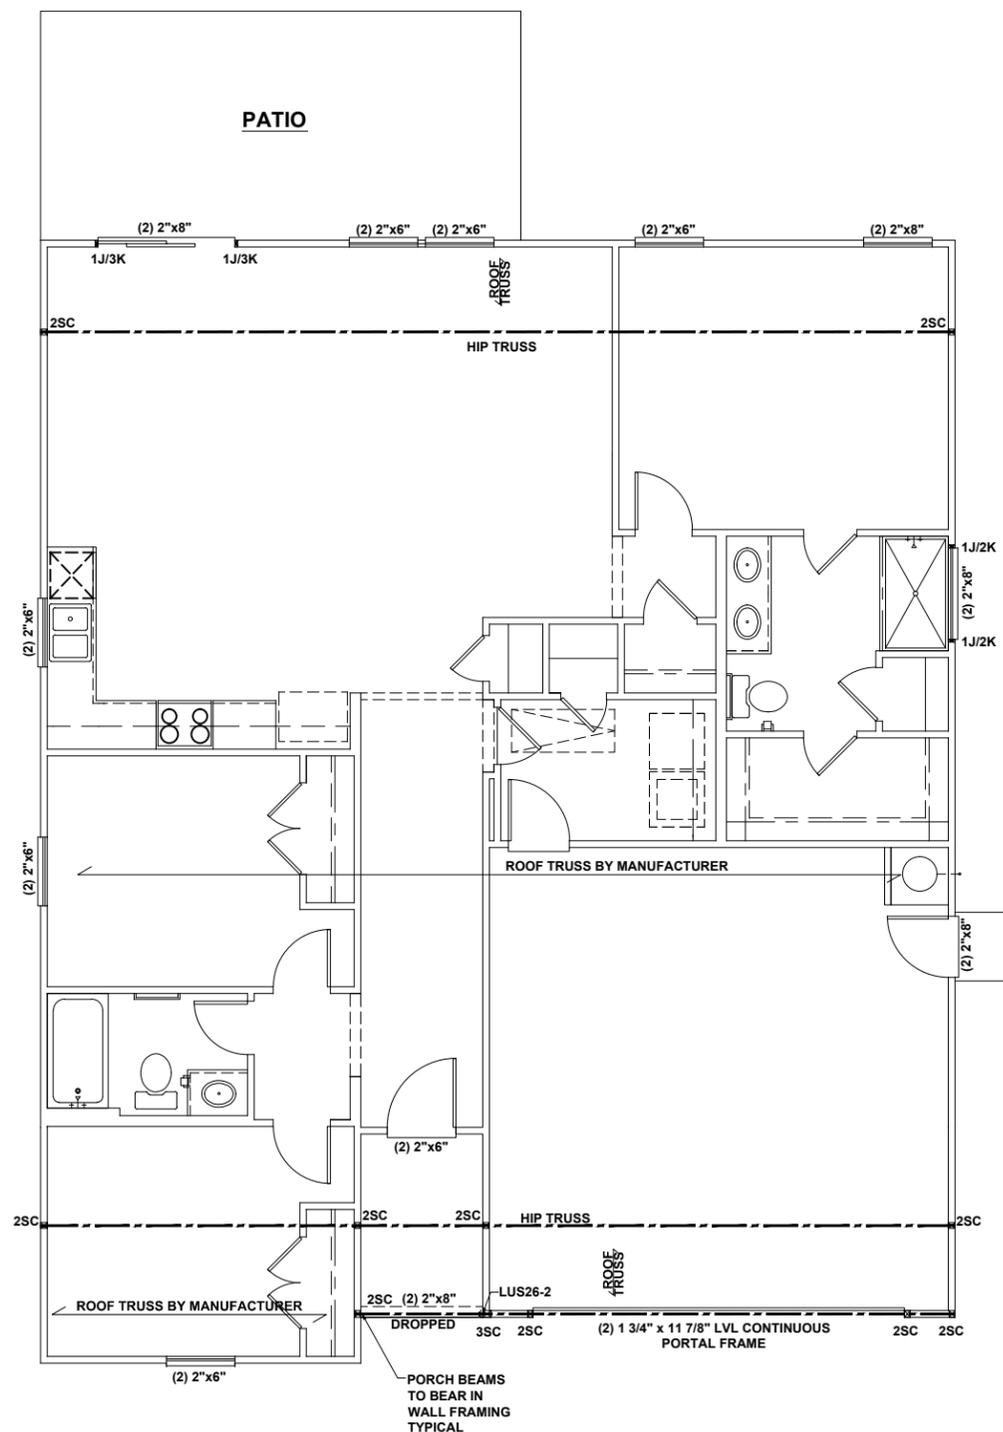 PATIO
(2) 2"x8"
(2) 2"x6"
(2) 2"x6"
(2) 2"x6"
(2) 2"x8"
1J/3K
1J/3K
ROOF
TRUSS
2SC
2SC
HIP TRUSS
1J/2K
(2) 2"x8"
(2) 2"x6"
1J/2K
ROOF TRUSS BY MANUFACTURER
(2) 2"x6"
(2) 2"x8"
(2) 2"x6"
2SC
2SC
2SC
HIP TRUSS
2SC
ROOF
TRUSS
LUS26-2
2SC
(2) 2"x8"
ROOF TRUSS BY MANUFACTURER
DROPPED
3SC
2SC
(2) 1 3/4" x 11 7/8" LVL CONTINUOUS
PORTAL FRAME
2SC
2SC
(2) 2"x6"
PORCH BEAMS
TO BEAR IN
WALL FRAMING
TYPICAL